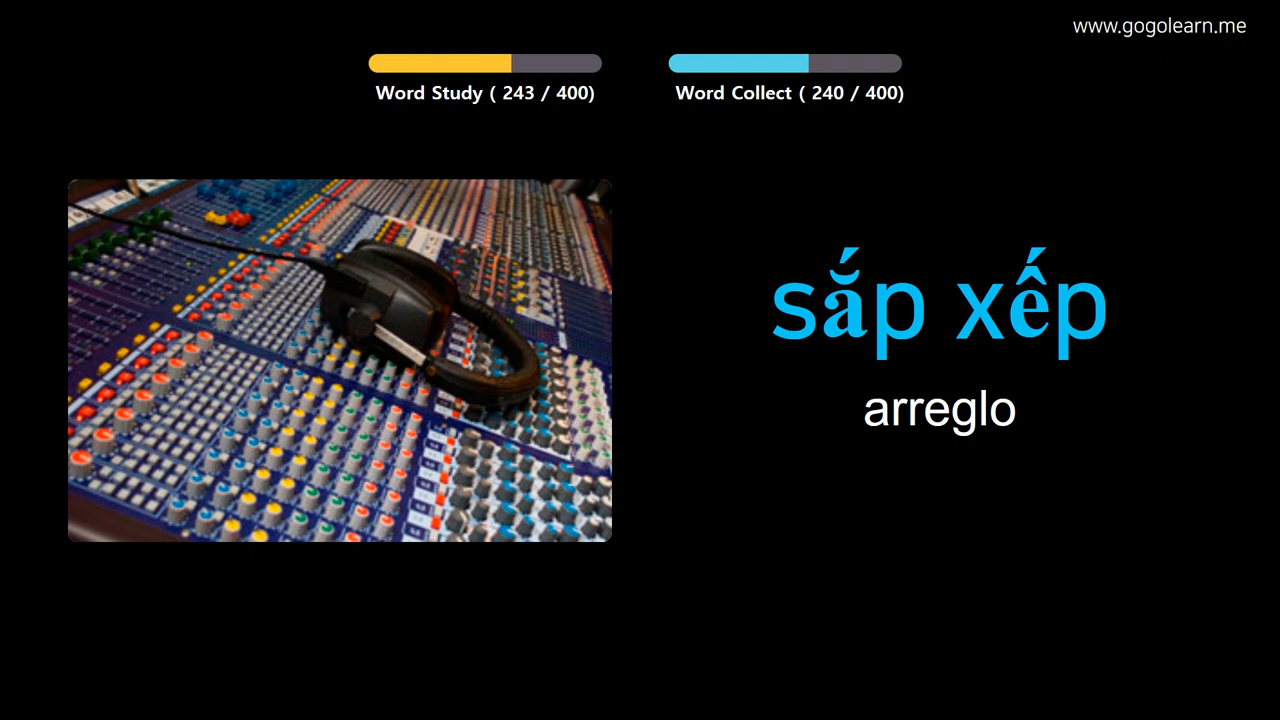 www.gogolearn.me
Word Study ( 243 / 400)
Word Collect ( 240 / 400)
sắp xếp
arreglo